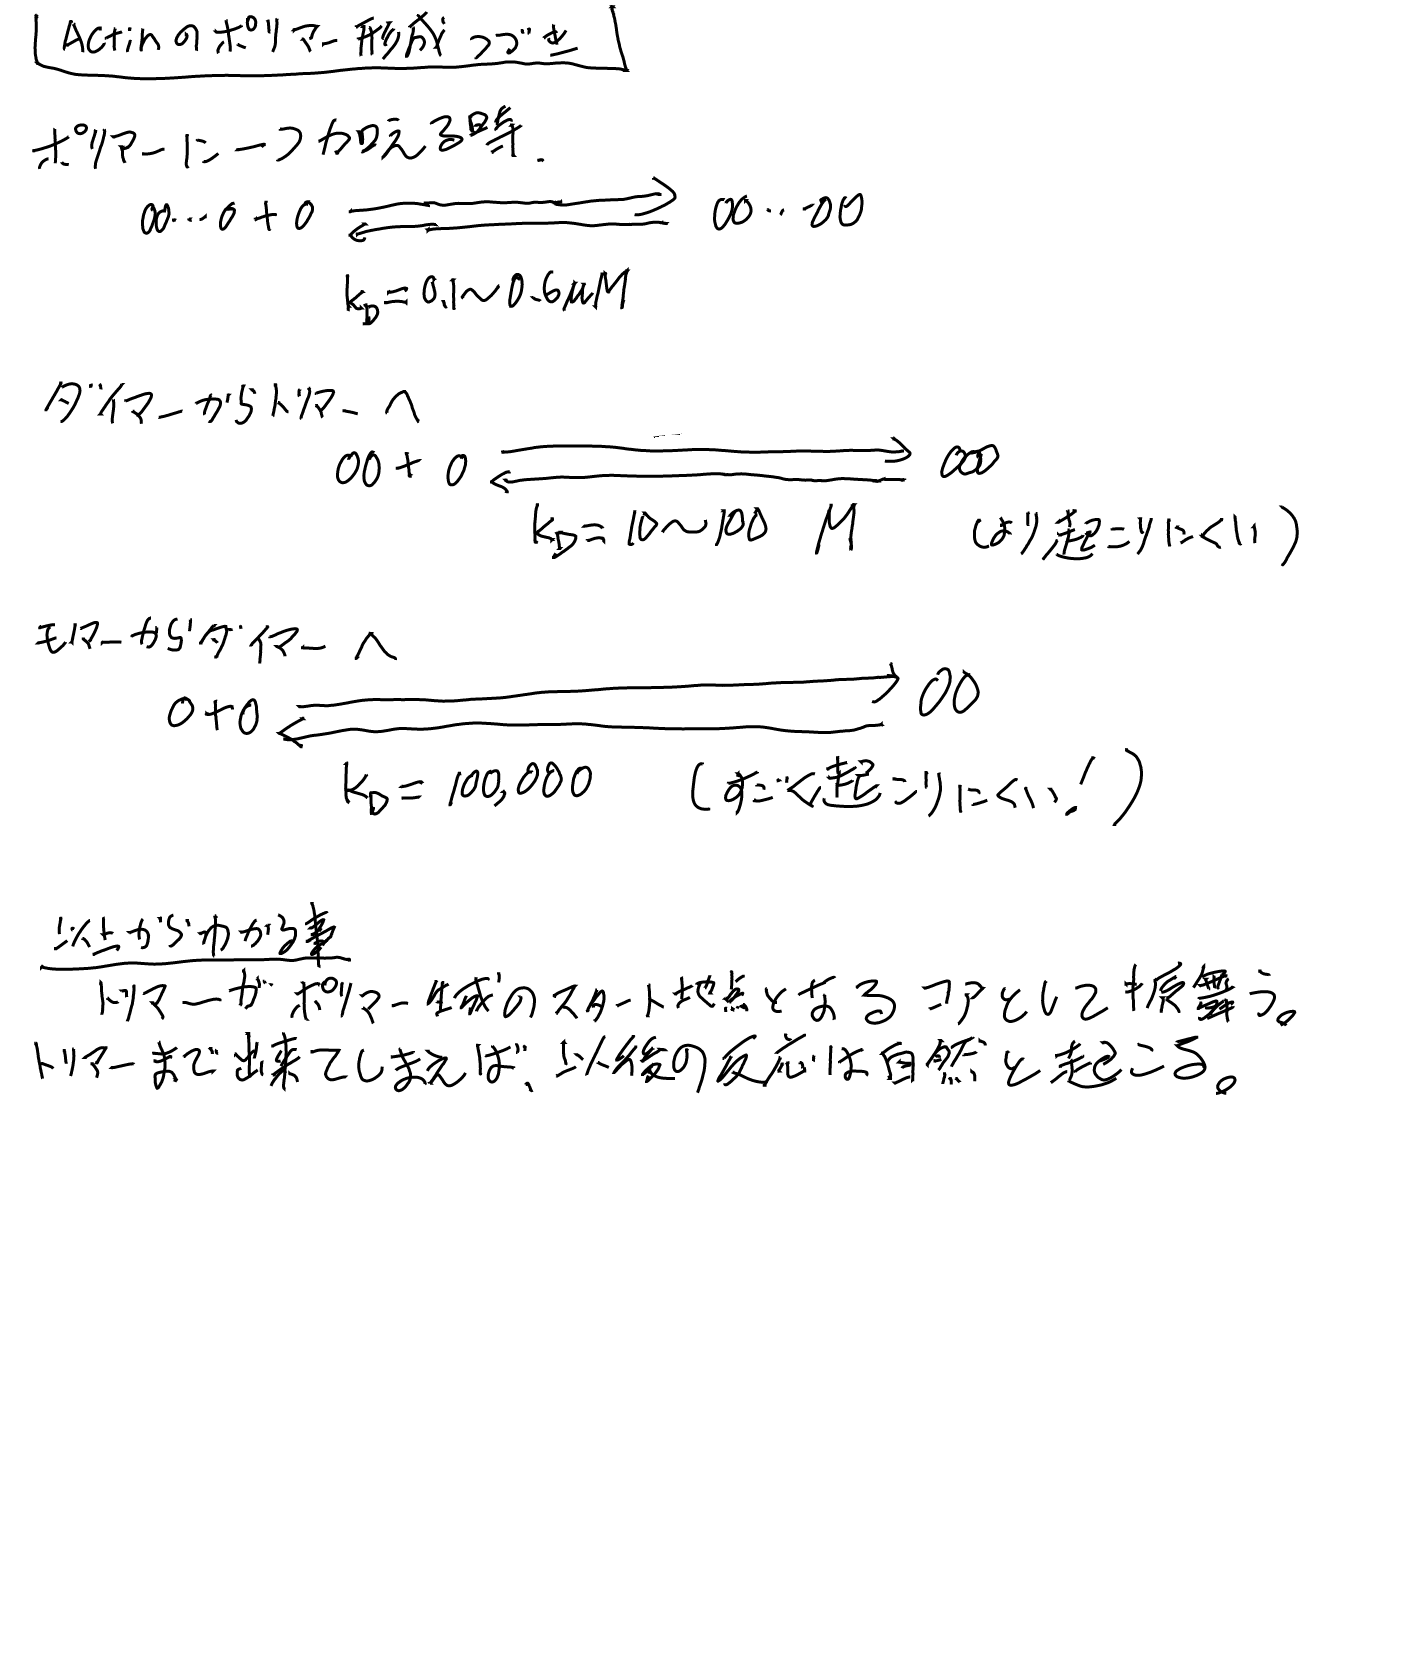 Actinのポリマー形成つづき
ポリマーに一つ加える時.
00…0 + 0 ⇄ 00…00
kD = 0.1〜0.6μM
ダイマーからトリマーへ
00 + 0 ⇄ 000
kD = 10〜100 M (より起こりにくい)
モノマーからダイマーへ
0+0 ⇄ 00
kD = 100,000 (すごく起こりにくい!)
以上からわかる事
トリマーがポリマー生成のスタート地点となるコアとして振舞う。
トリマーまで出来てしまえば、以後の反応は自然と起こる。